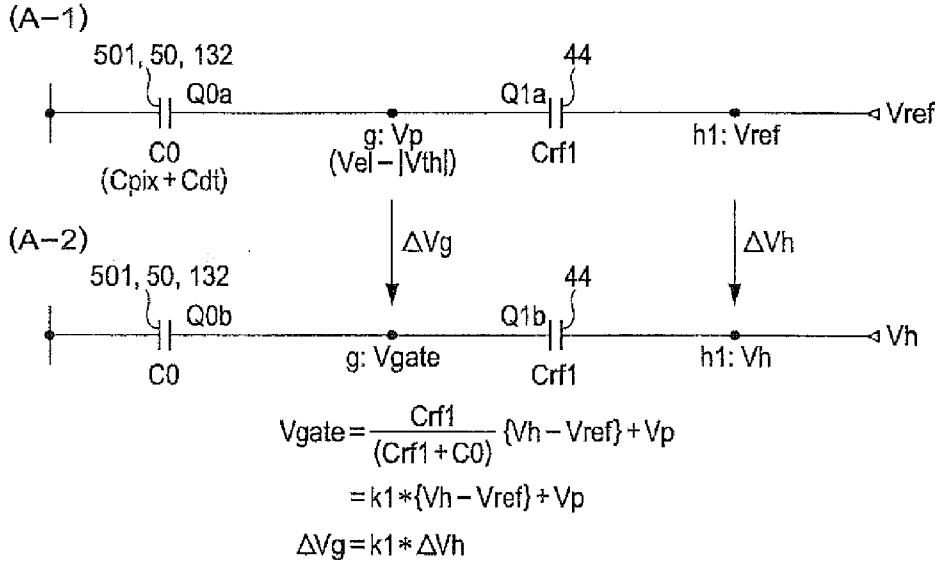 (A-1)
501, 50, 132
44
Q0a
Q1a
Vref
g: Vp
h1: Vref
C0
(Vel-|Vth|)
Crf1
(Cpix+Cdt)
(A-2)
ΔVg
ΔVh
501, 50, 132
44
Q0b
Q1b
Vh
g: Vgate
h1: Vh
C0
Crf1
Vgate = Crf1 / (Crf1+C0) {Vh-Vref}+Vp
= k1*{Vh-Vref}+Vp
ΔVg = k1*ΔVh